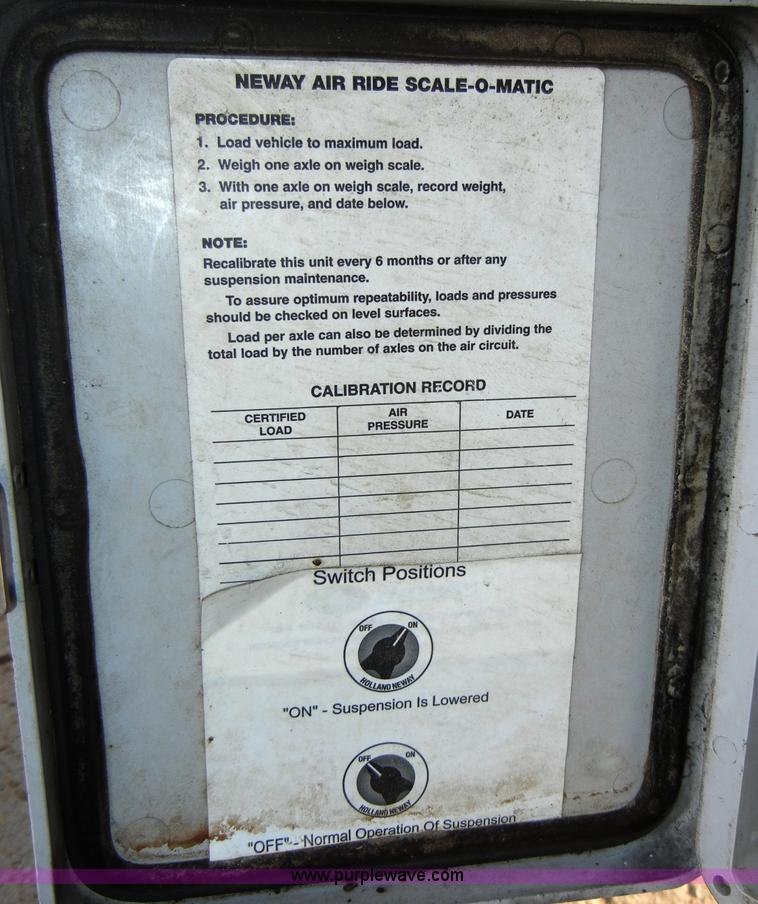 NEWAY AIR RIDE SCALE-O-MATIC
PROCEDURE:
1. Load vehicle to maximum load.
2. Weigh one axle on weigh scale.
3. With one axle on weigh scale, record weight,
air pressure, and date below.
NOTE:
Recalibrate this unit every 6 months or after any
suspension maintenance.
To assure optimum repeatability, loads and pressures
should be checked on level surfaces.
Load per axle can also be determined by dividing the
total load by the number of axles on the air circuit.
CALIBRATION RECORD
CERTIFIED
LOAD
AIR
PRESSURE
DATE
Switch Positions
OFF ON
HOLLAND NEWAY
"ON" - Suspension Is Lowered
OFF ON
HOLLAND NEWAY
"OFF" - Normal Operation Of Suspension
www.purplewave.com